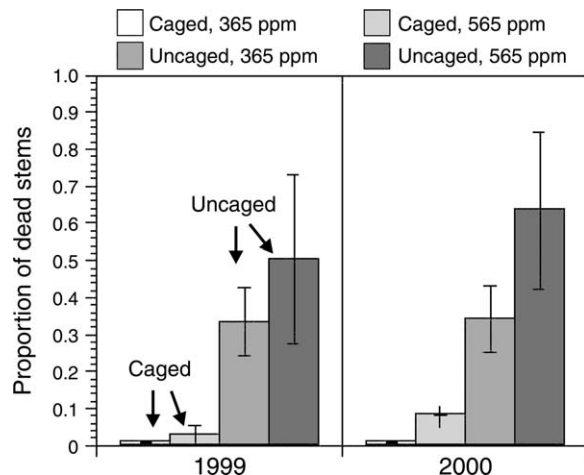 Caged, 365 ppm Caged, 565 ppm
Uncaged, 365 ppm Uncaged, 565 ppm
Proportion of dead stems
1.0
0.9
0.8
0.7
0.6
0.5
0.4
0.3
0.2
0.1
0
Uncaged
Caged
1999 2000